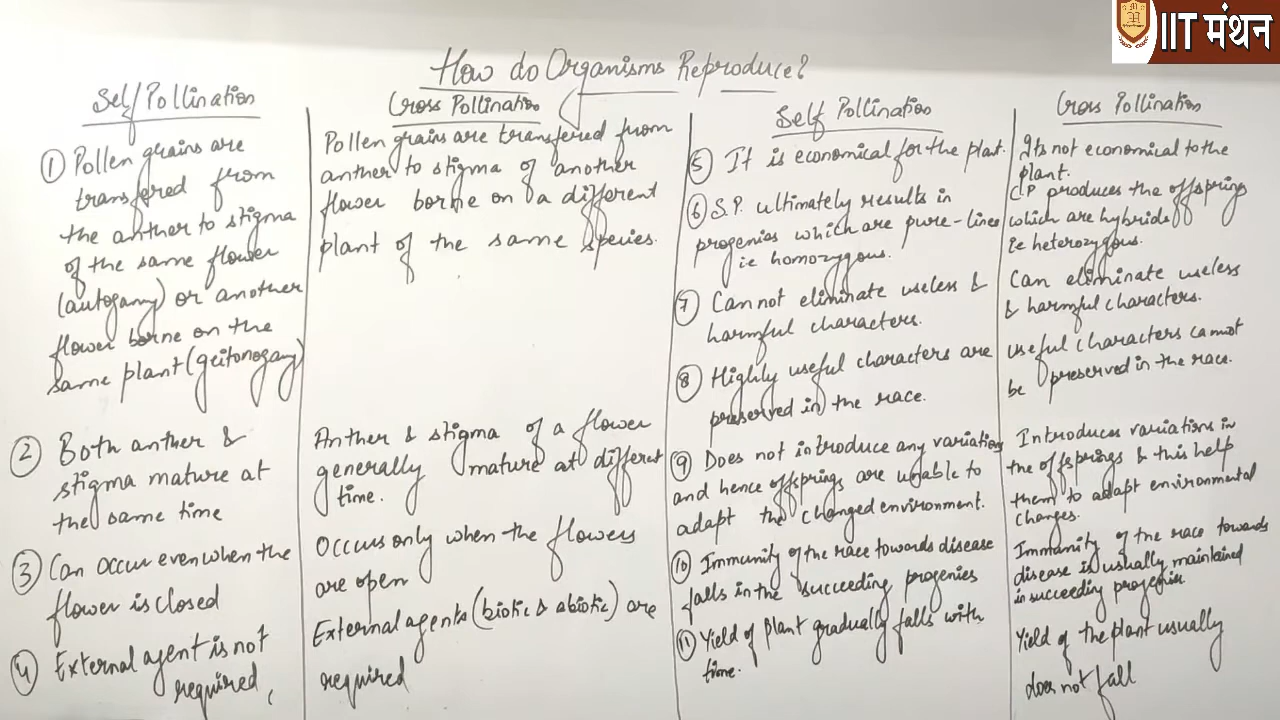 IIT मंथन
How do Organisms Reproduce?
Self Pollination
① Pollen grains are
transfered from
the anther to stigma
of the same flower
(autogamy) or another
flower borne on the
same plant (geitonogamy)
② Both anther &
stigma mature at
the same time
③ Can occur even when the
flower is closed
④ External agent is not
required
Cross Pollination
Pollen grains are transfered from
anther to stigma of another
flower borne on a different
plant of the same species.
Anther & stigma of a flower
generally mature at different
time.
Occurs only when the flowers
are open
External agents (biotic & abiotic) are
required
Self Pollination
⑤ It is economical for the plant.
⑥ S.P. ultimately results in
progenies which are pure-lines
ie homozygous.
⑦ Cannot eliminate useless &
harmful characters.
⑧ Highly useful characters are
preserved in the race.
⑨ Does not introduce any variations
and hence offsprings are unable to
adapt the changed environment.
⑩ Immunity of the race towards disease
falls in the succeeding progenies
⑪ Yield of plant gradually falls with
time.
Cross Pollination
Its not economical to the
plant.
C.P produces the offspring
which are hybrids
ie heterozygous.
Can eliminate useless
& harmful characters.
Useful characters cannot
be preserved in the race.
Introduces variations in
the offsprings & this help
them to adapt environmental
changes.
Immunity of the race towards
disease is usually maintained
in succeeding progenies
Yield of the plant usually
does not fall